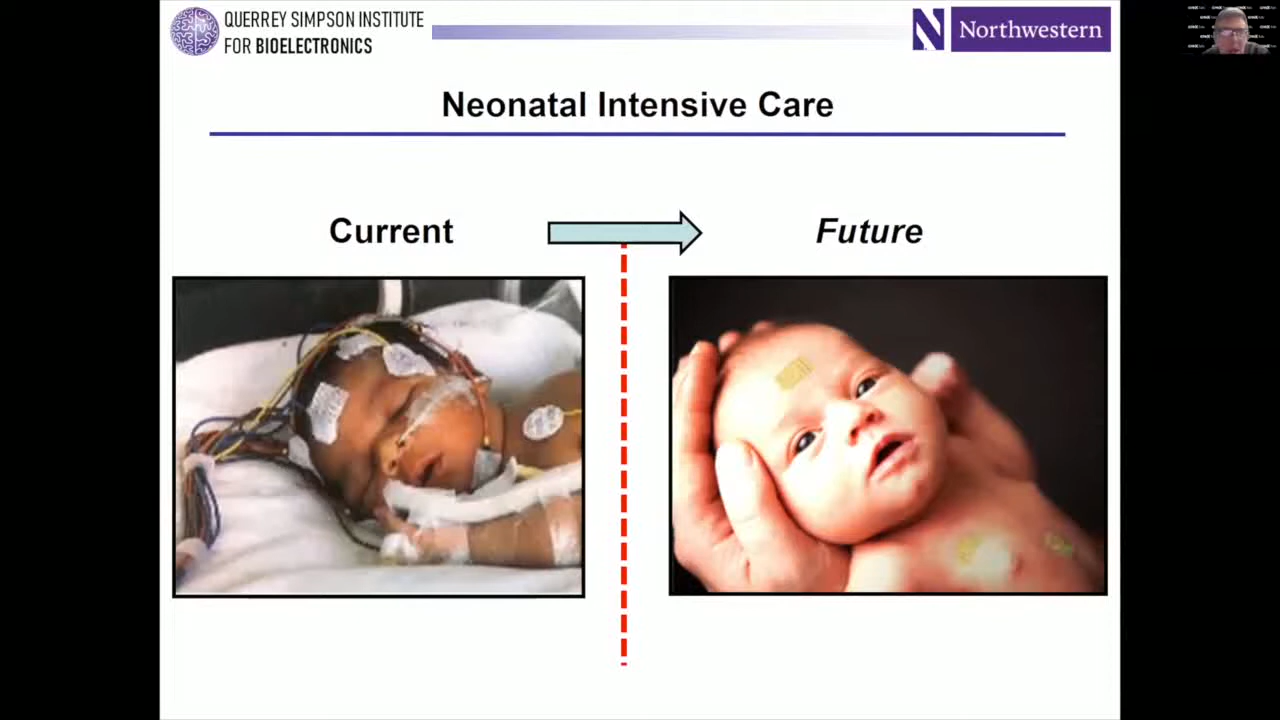 QUERREY SIMPSON INSTITUTE
FOR BIOELECTRONICS
N Northwestern
Neonatal Intensive Care
Current
Future